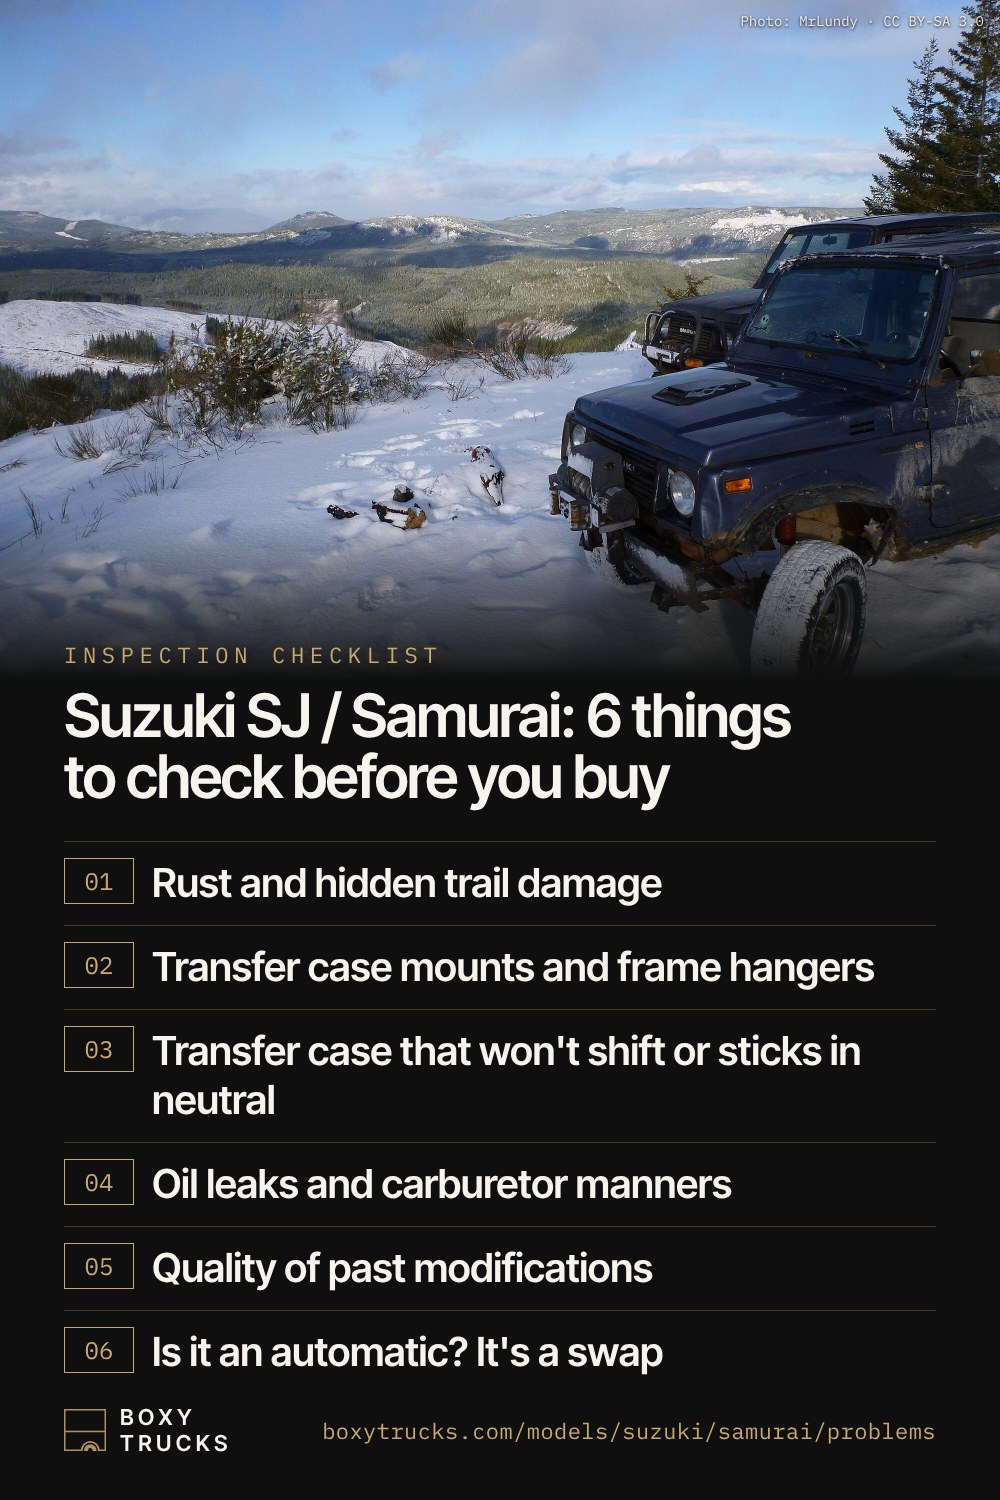 Photo: MrLundy · CC BY-SA 3.0
INSPECTION CHECKLIST
Suzuki SJ / Samurai: 6 things
to check before you buy
01 Rust and hidden trail damage
02 Transfer case mounts and frame hangers
03 Transfer case that won't shift or sticks in
neutral
04 Oil leaks and carburetor manners
05 Quality of past modifications
06 Is it an automatic? It's a swap
BOXY
TRUCKS
boxytrucks.com/models/suzuki/samurai/problems